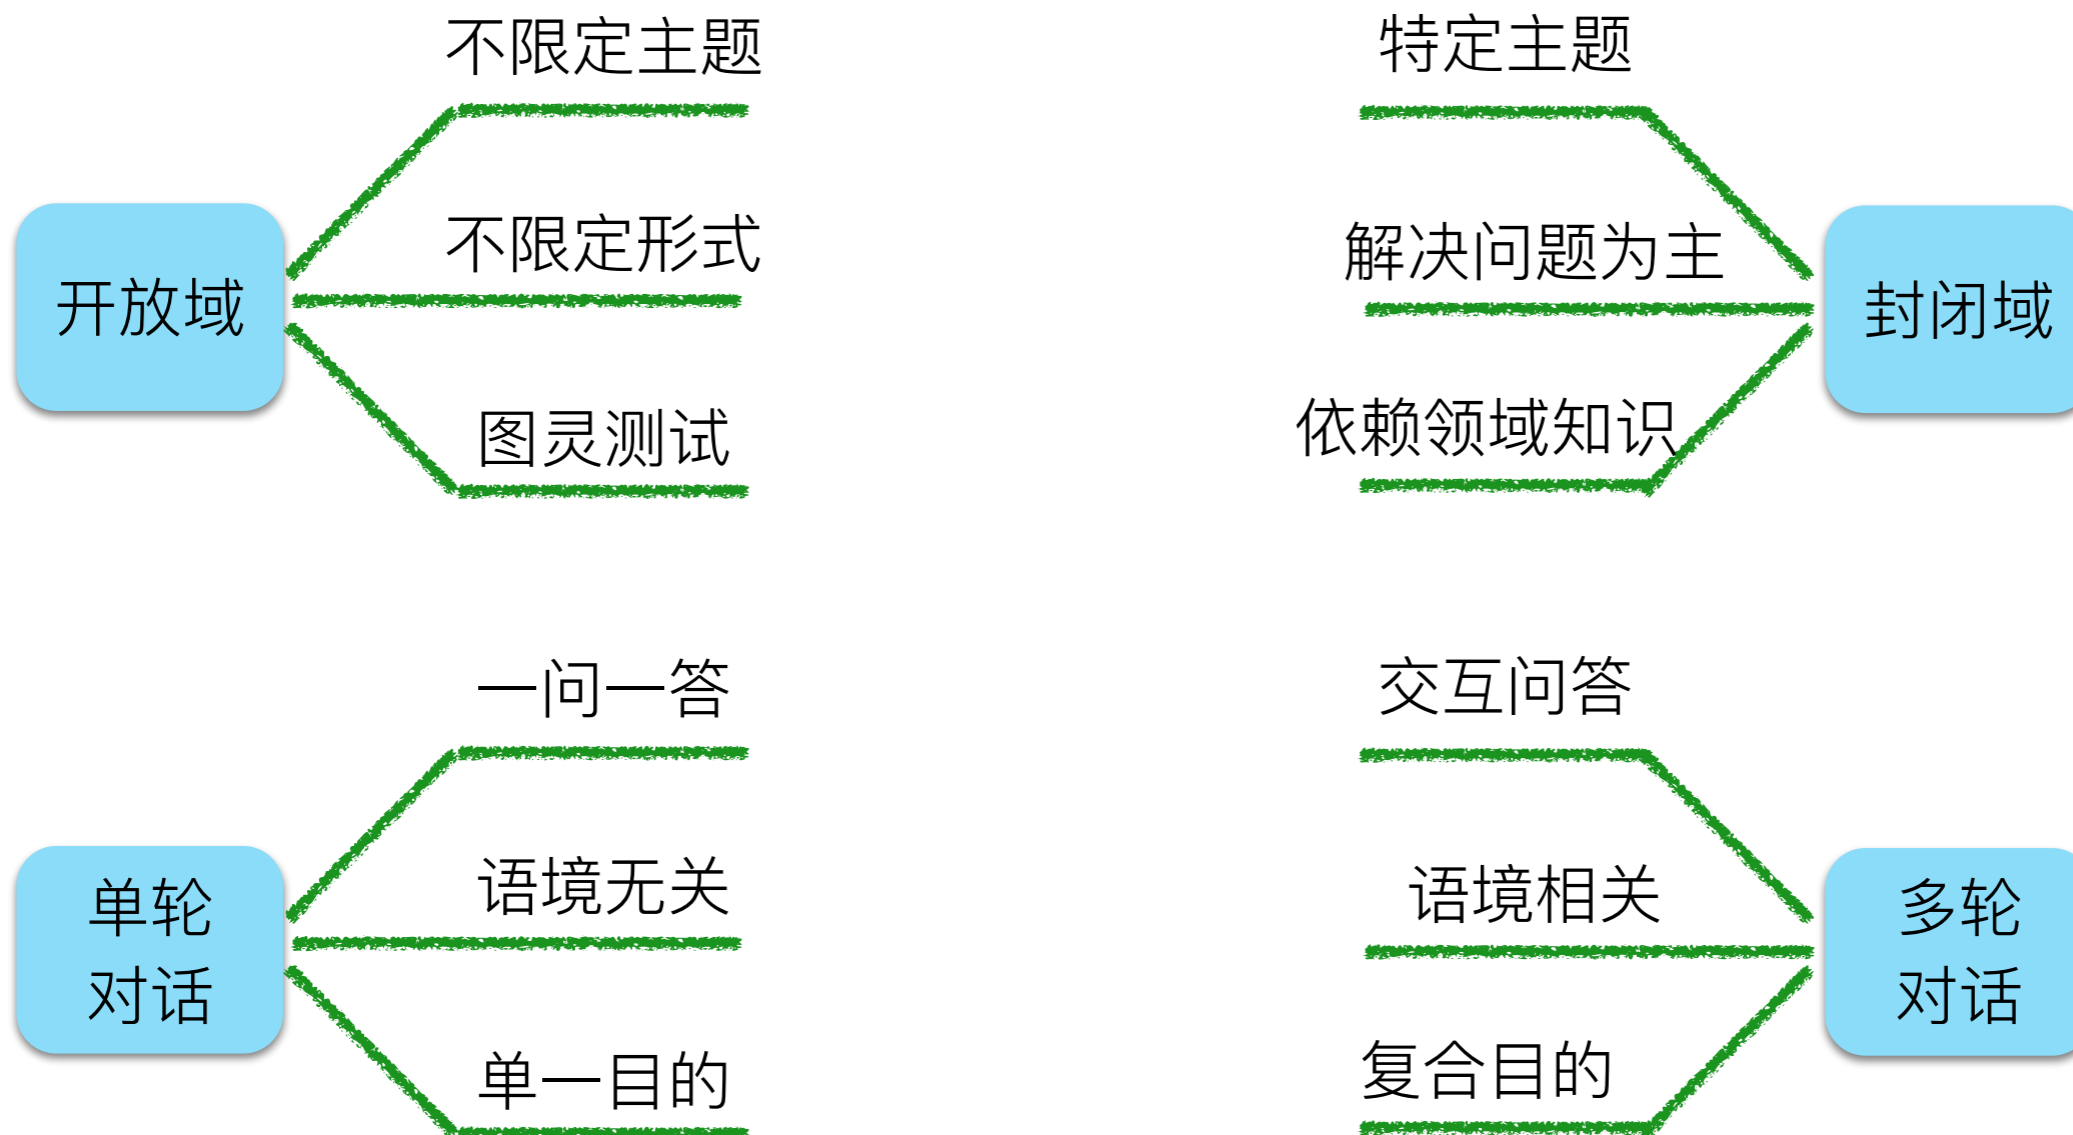 不限定主题
不限定形式
开放域
图灵测试
特定主题
解决问题为主
封闭域
依赖领域知识
一问一答
语境无关
单轮
对话
单一目的
交互问答
语境相关
多轮
对话
复合目的